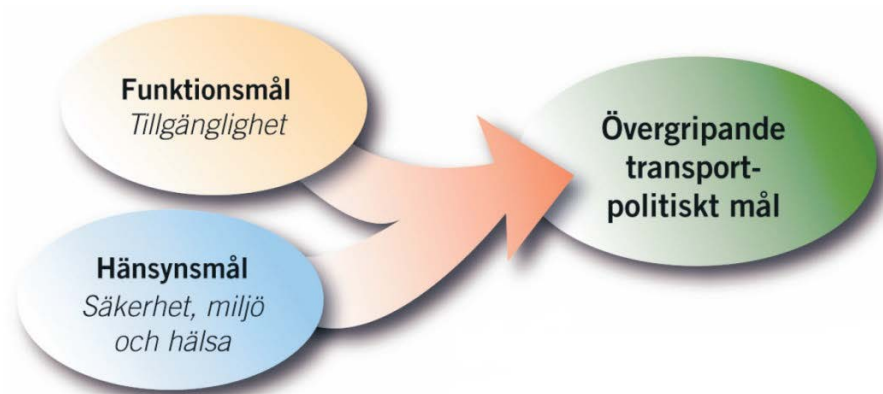 Funktionsmål
Tillgänglighet
Hänsynsmål
Säkerhet, miljö
och hälsa
Övergripande
transport-
politiskt mål